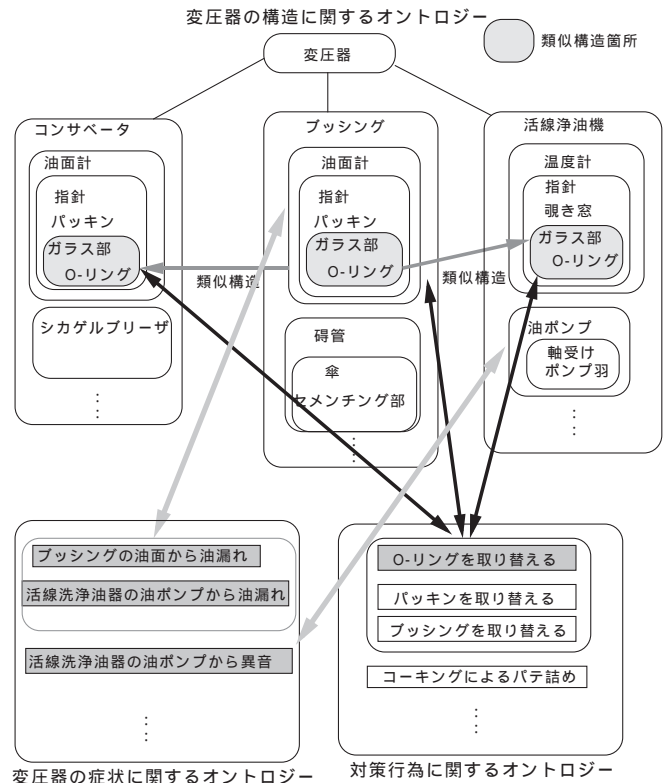 変圧器の構造に関するオントロジー
類似構造箇所
変圧器
コンサベータ
油面計
指針
パッキン
ガラス部
O-リング
シカゲルブリーザ
ブッシング
油面計
指針
パッキン
ガラス部
O-リング
碍管
傘
セメンチング部
活線浄油機
温度計
指針
覗き窓
ガラス部
O-リング
油ポンプ
軸受け
ポンプ羽
類似構造
類似構造
ブッシングの油面から油漏れ
活線洗浄油器の油ポンプから油漏れ
活線洗浄油器の油ポンプから異音
変圧器の症状に関するオントロジー
O-リングを取り替える
パッキンを取り替える
ブッシングを取り替える
コーキングによるパテ詰め
対策行為に関するオントロジー